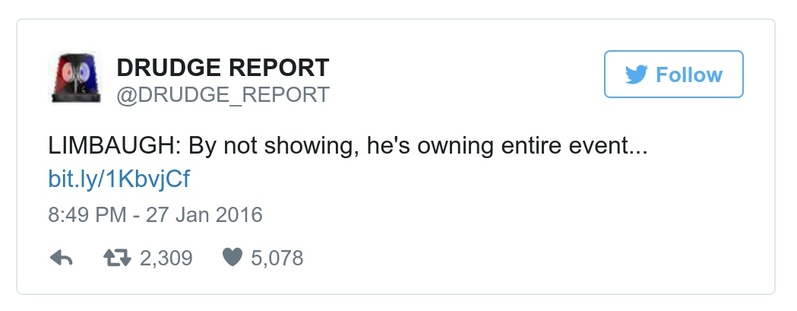 DRUDGE REPORT
@DRUDGE_REPORT
Follow
LIMBAUGH: By not showing, he's owning entire event...
bit.ly/1KbvjCf
8:49 PM - 27 Jan 2016
2,309 5,078